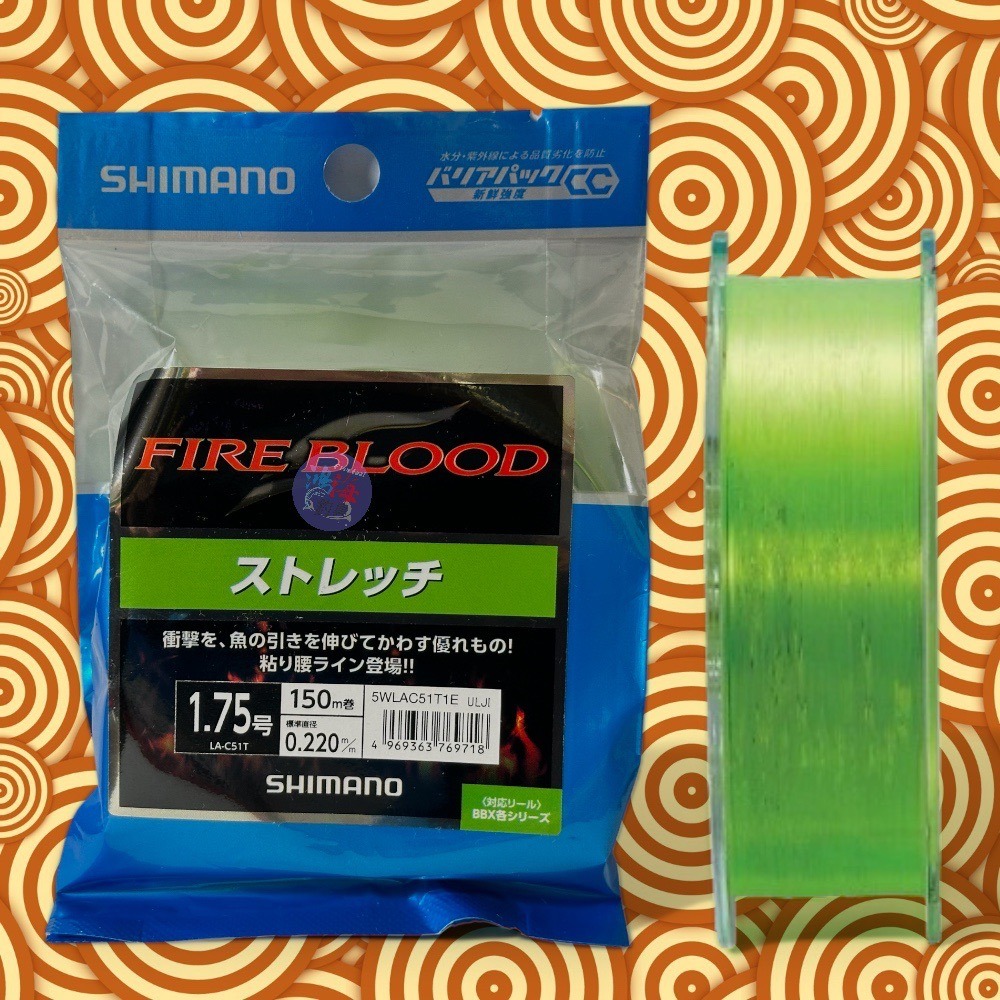 SHIMANO
水分・紫外線による品質劣化を防止
バリアパック
新鮮強度
FIRE BLOOD
ストレッチ
衝撃を、魚の引きを伸びてかわす優れもの!
粘り腰ライン登場!!
1.75号
LA-C51T
150m巻
標準直径
0.220m/m
5WLAC51T1E ULJI
4 969363 769718
SHIMANO
〈対応リール〉
BBX各シリーズ